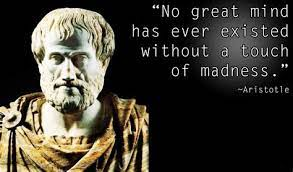 “No great mind
has ever existed
without a touch
of madness.”
~Aristotle